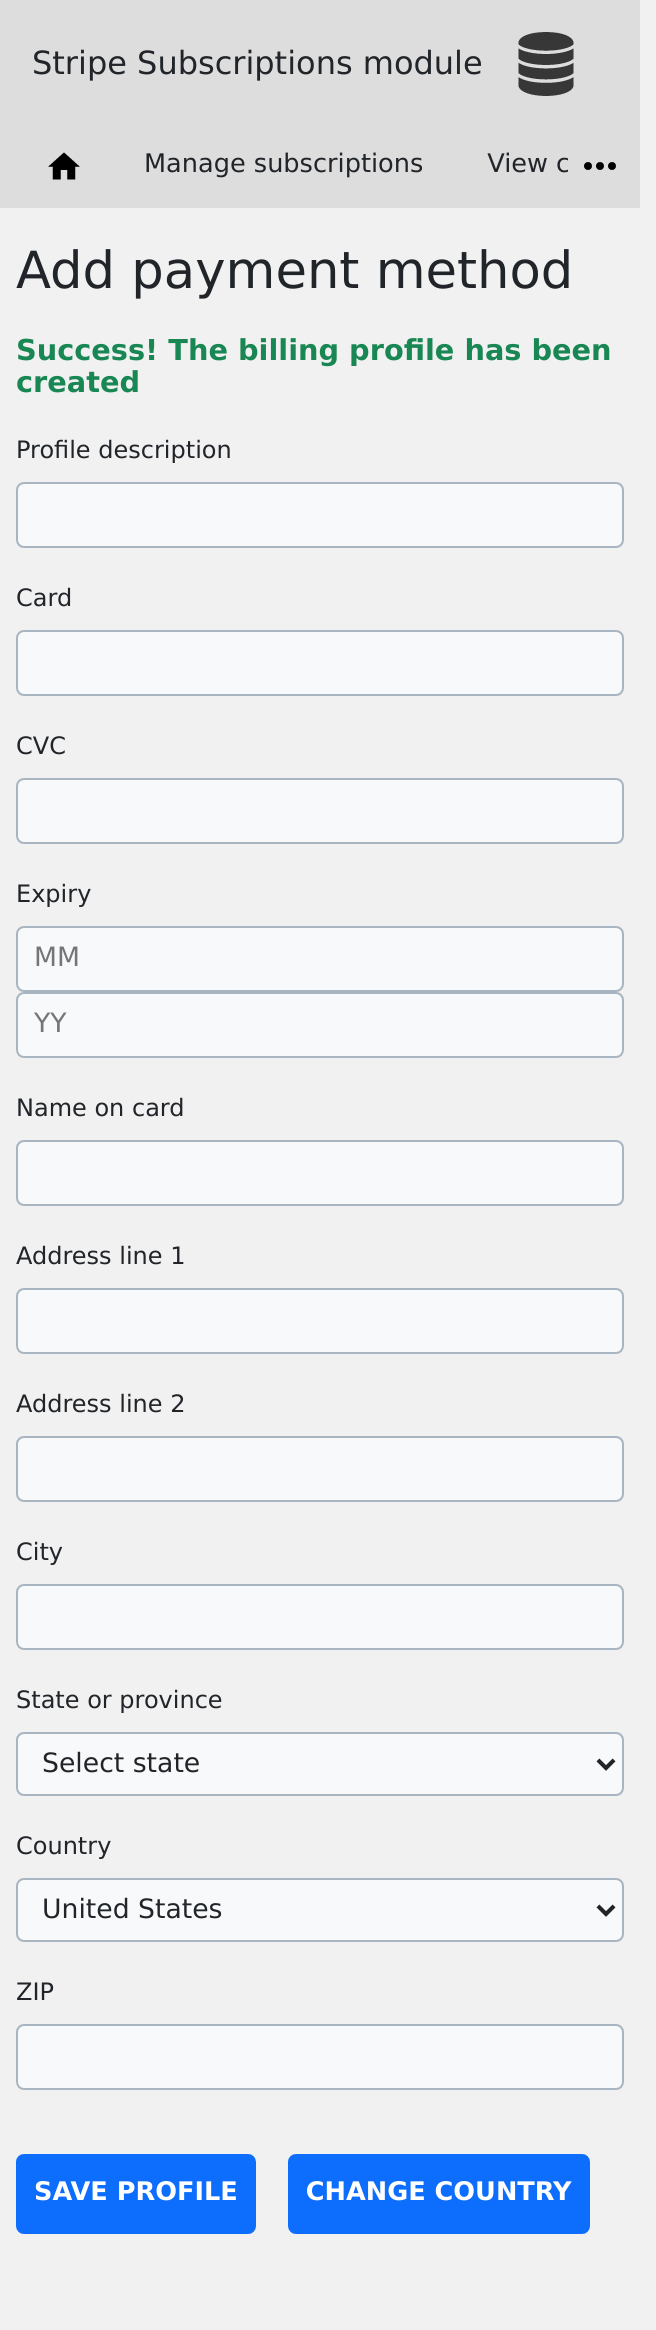 Stripe Subscriptions module
Manage subscriptions
View c
Add payment method
Success! The billing profile has been
created
Profile description
Card
CVC
Expiry
MM
YY
Name on card
Address line 1
Address line 2
City
State or province
Select state
Country
United States
ZIP
SAVE PROFILE
CHANGE COUNTRY